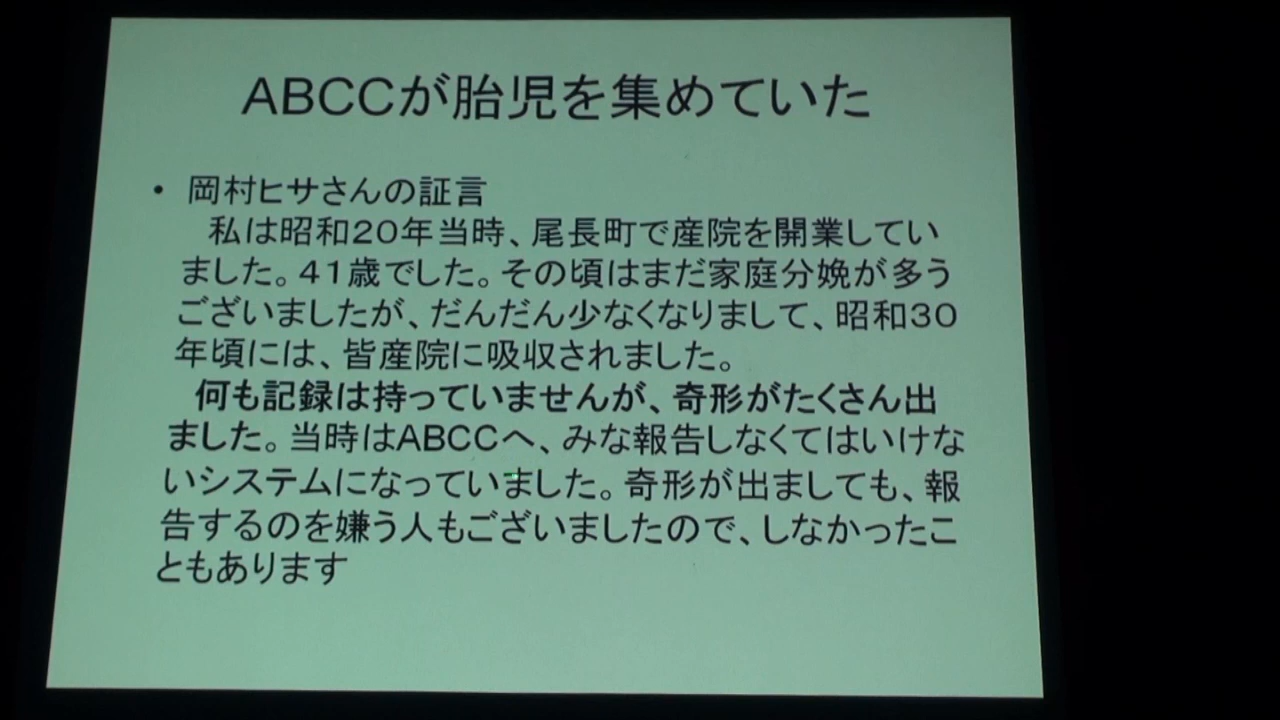 ABCCが胎児を集めていた
• 岡村ヒサさんの証言
私は昭和20年当時、尾長町で産院を開業してい
ました。41歳でした。その頃はまだ家庭分娩が多う
ございましたが、だんだん少なくなりまして、昭和30
年頃には、皆産院に吸収されました。
何も記録は持っていませんが、奇形がたくさん出
ました。当時はABCCへ、みな報告しなくてはいけな
いシステムになっていました。奇形が出ましても、報
告するのを嫌う人もございましたので、しなかったこ
ともあります